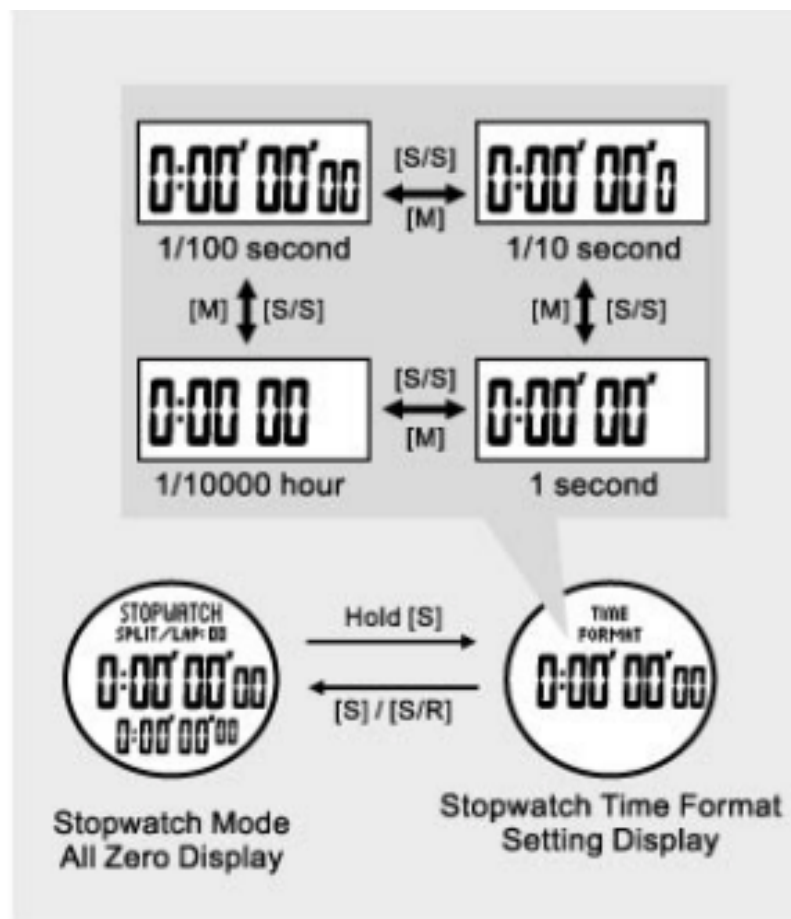 0:00' 00' 00
[S/S]
[M]
0:00' 00' 0
1/100 second
1/10 second
[M] [S/S]
[M] [S/S]
0:00 00
[S/S]
[M]
0:00' 00'
1/10000 hour
1 second
STOPWATCH
SPLIT/LAP: 00
0:00' 00' 00
0:00' 00' 00
Hold [S]
[S] / [S/R]
TIME
FORMAT
0:00' 00' 00
Stopwatch Mode
All Zero Display
Stopwatch Time Format
Setting Display